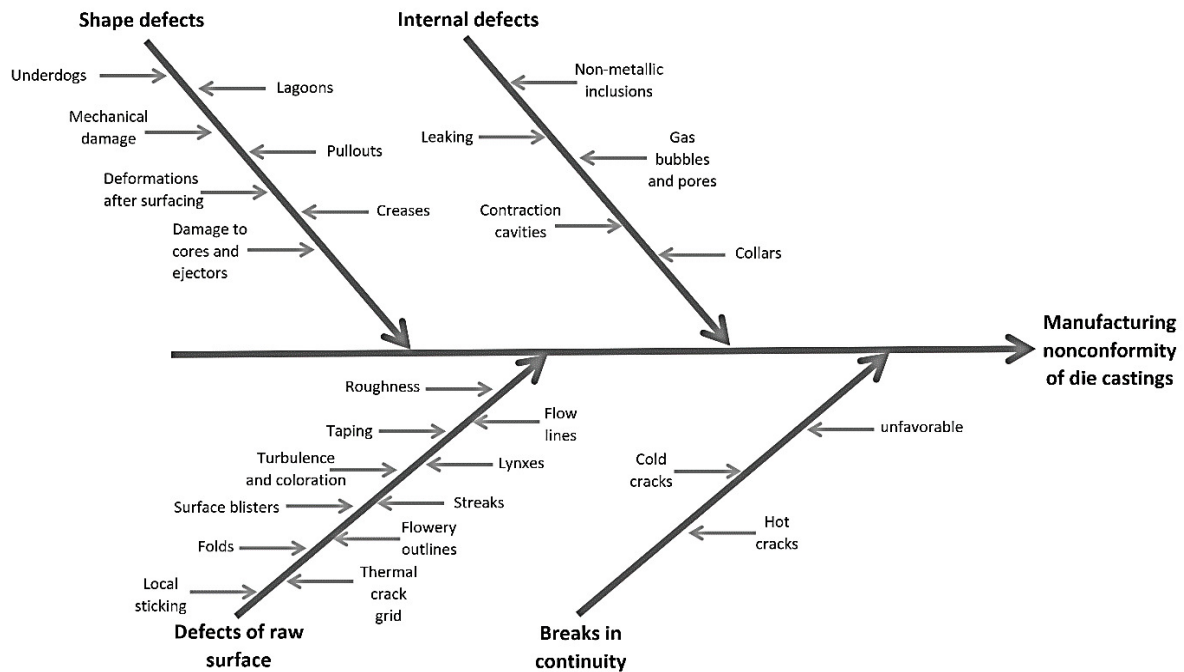 Shape defects
Internal defects
Underdogs
Lagoons
Mechanical
damage
Pullouts
Deformations
after surfacing
Creases
Damage to
cores and
ejectors
Non-metallic
inclusions
Leaking
Gas
bubbles
and pores
Contraction
cavities
Collars
Manufacturing
nonconformity
of die castings
Roughness
Flow
lines
Taping
Lynxes
Turbulence
and coloration
Streaks
Surface blisters
Flowery
outlines
Folds
Thermal
crack
grid
Local
sticking
Defects of raw
surface
unfavorable
Cold
cracks
Hot
cracks
Breaks in
continuity